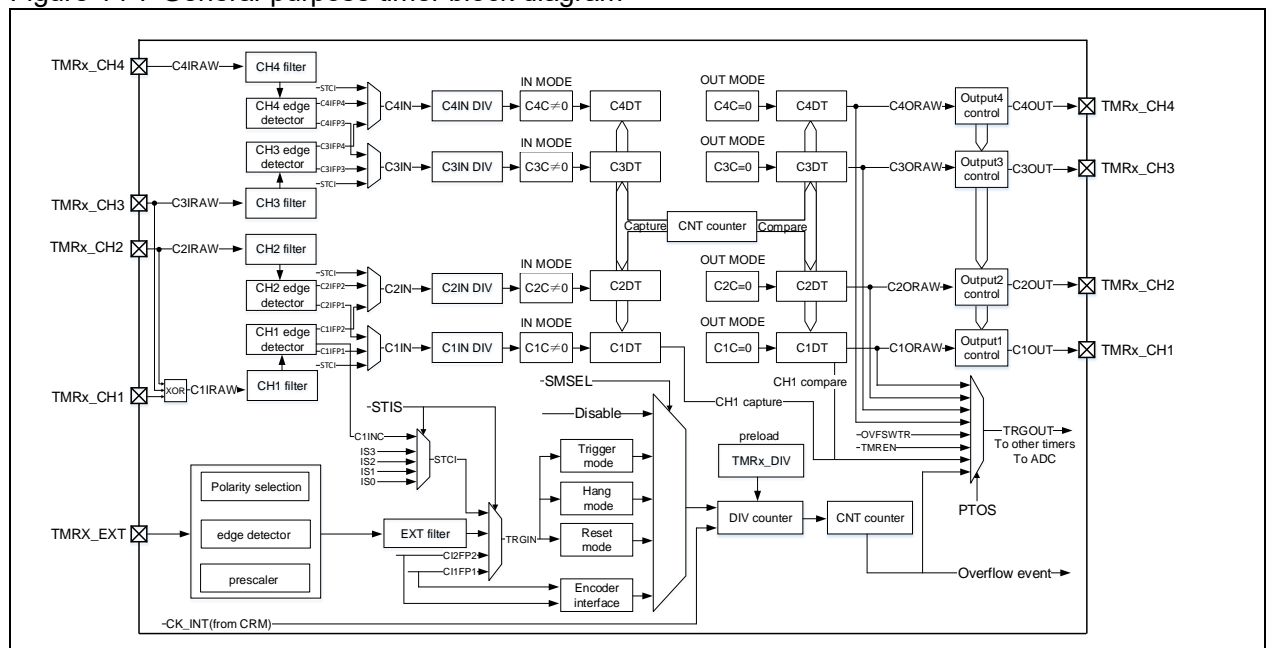 Figure 14-1 General-purpose timer block diagram
TMRx_CH4
C4IRAW
CH4 filter
CH4 edge
detector
STCI
C4IFP4
C4IFP3
C4IN
C4IN DIV
IN MODE
C4C≠0
C4DT
OUT MODE
C4C=0
C4DT
C4ORAW
Output4
control
C4OUT
TMRx_CH4
CH3 edge
detector
C3IFP4
C3IFP3
STCI
C3IN
C3IN DIV
IN MODE
C3C≠0
C3DT
OUT MODE
C3C=0
C3DT
C3ORAW
Output3
control
C3OUT
TMRx_CH3
TMRx_CH3
C3IRAW
CH3 filter
Capture
CNT counter
Compare
TMRx_CH2
C2IRAW
CH2 filter
CH2 edge
detector
STCI
C2IFP2
C2IFP1
C2IN
C2IN DIV
IN MODE
C2C≠0
C2DT
OUT MODE
C2C=0
C2DT
C2ORAW
Output2
control
C2OUT
TMRx_CH2
CH1 edge
detector
C1IFP2
C1IFP1
STCI
C1IN
C1IN DIV
IN MODE
C1C≠0
C1DT
OUT MODE
C1C=0
C1DT
C1ORAW
Output1
control
C1OUT
TMRx_CH1
TMRx_CH1
XOR
C1IRAW
CH1 filter
SMSEL
CH1 compare
CH1 capture
STIS
Disable
C1INC
IS3
IS2
IS1
IS0
STCI
Trigger
mode
Hang
mode
Reset
mode
Encoder
interface
preload
TMRx_DIV
OVFSWTR
TMREN
TRGOUT
To other timers
To ADC
PTOS
TMRX_EXT
Polarity selection
edge detector
prescaler
EXT filter
CI2FP2
CI1FP1
TRGIN
DIV counter
CNT counter
Overflow event
CK_INT(from CRM)